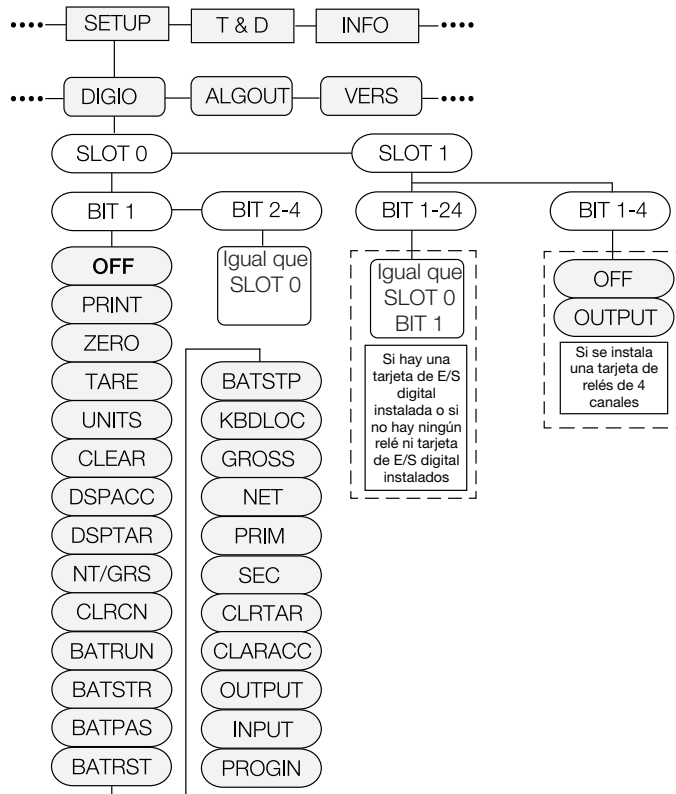 SETUP
T & D
INFO
DIGIO
ALGOUT
VERS
SLOT 0
SLOT 1
BIT 1
BIT 2-4
BIT 1-24
BIT 1-4
OFF
PRINT
ZERO
TARE
UNITS
CLEAR
DSPACC
DSPTAR
NT/GRS
CLRCN
BATRUN
BATSTR
BATPAS
BATRST
Igual que
SLOT 0
BATSTP
KBDLOC
GROSS
NET
PRIM
SEC
CLRTAR
CLARACC
OUTPUT
INPUT
PROGIN
Igual que
SLOT 0
BIT 1
Si hay una
tarjeta de E/S
digital
instalada o si
no hay ningún
relé ni tarjeta
de E/S digital
instalados
OFF
OUTPUT
Si se instala
una tarjeta de
relés de 4
canales